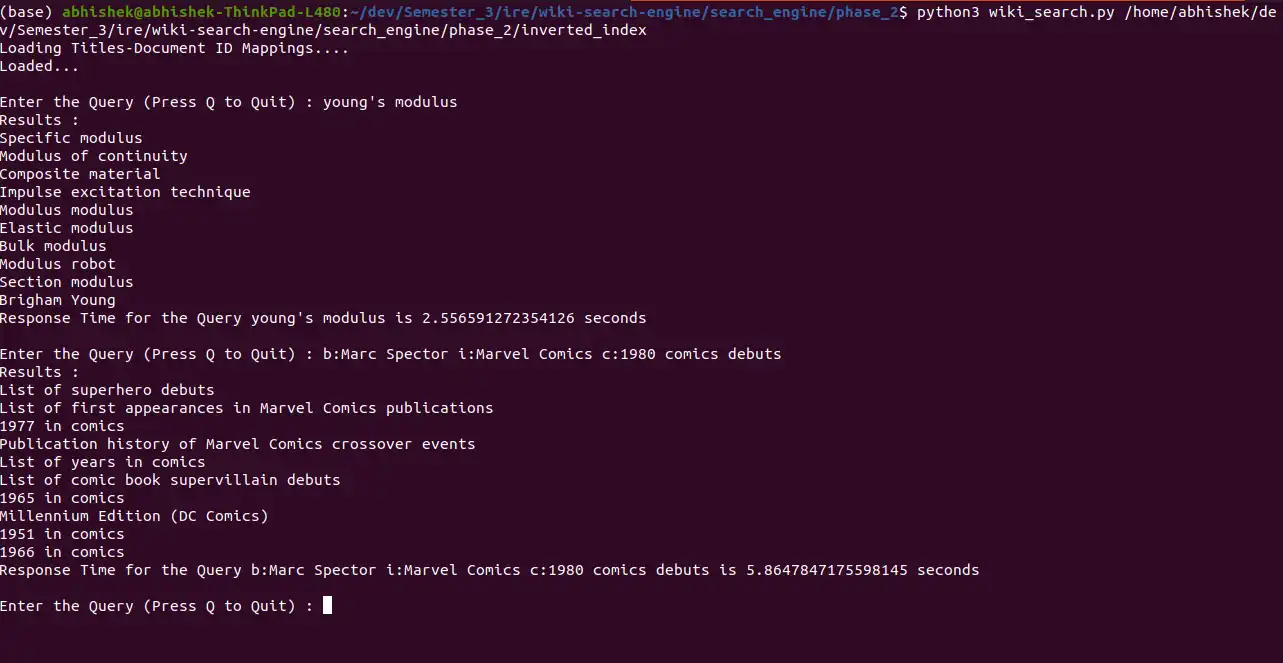 (base) abhishek@abhishek-ThinkPad-L480:~/dev/Semester_3/ire/wiki-search-engine/search_engine/phase_2$ python3 wiki_search.py /home/abhishek/de
v/Semester_3/ire/wiki-search-engine/search_engine/phase_2/inverted_index
Loading Titles-Document ID Mappings....
Loaded...
Enter the Query (Press Q to Quit) : young's modulus
Results :
Specific modulus
Modulus of continuity
Composite material
Impulse excitation technique
Modulus modulus
Elastic modulus
Bulk modulus
Modulus robot
Section modulus
Brigham Young
Response Time for the Query young's modulus is 2.556591272354126 seconds
Enter the Query (Press Q to Quit) : b:Marc Spector i:Marvel Comics c:1980 comics debuts
Results :
List of superhero debuts
List of first appearances in Marvel Comics publications
1977 in comics
Publication history of Marvel Comics crossover events
List of years in comics
List of comic book supervillain debuts
1965 in comics
Millennium Edition (DC Comics)
1951 in comics
1966 in comics
Response Time for the Query b:Marc Spector i:Marvel Comics c:1980 comics debuts is 5.8647847175598145 seconds
Enter the Query (Press Q to Quit) :